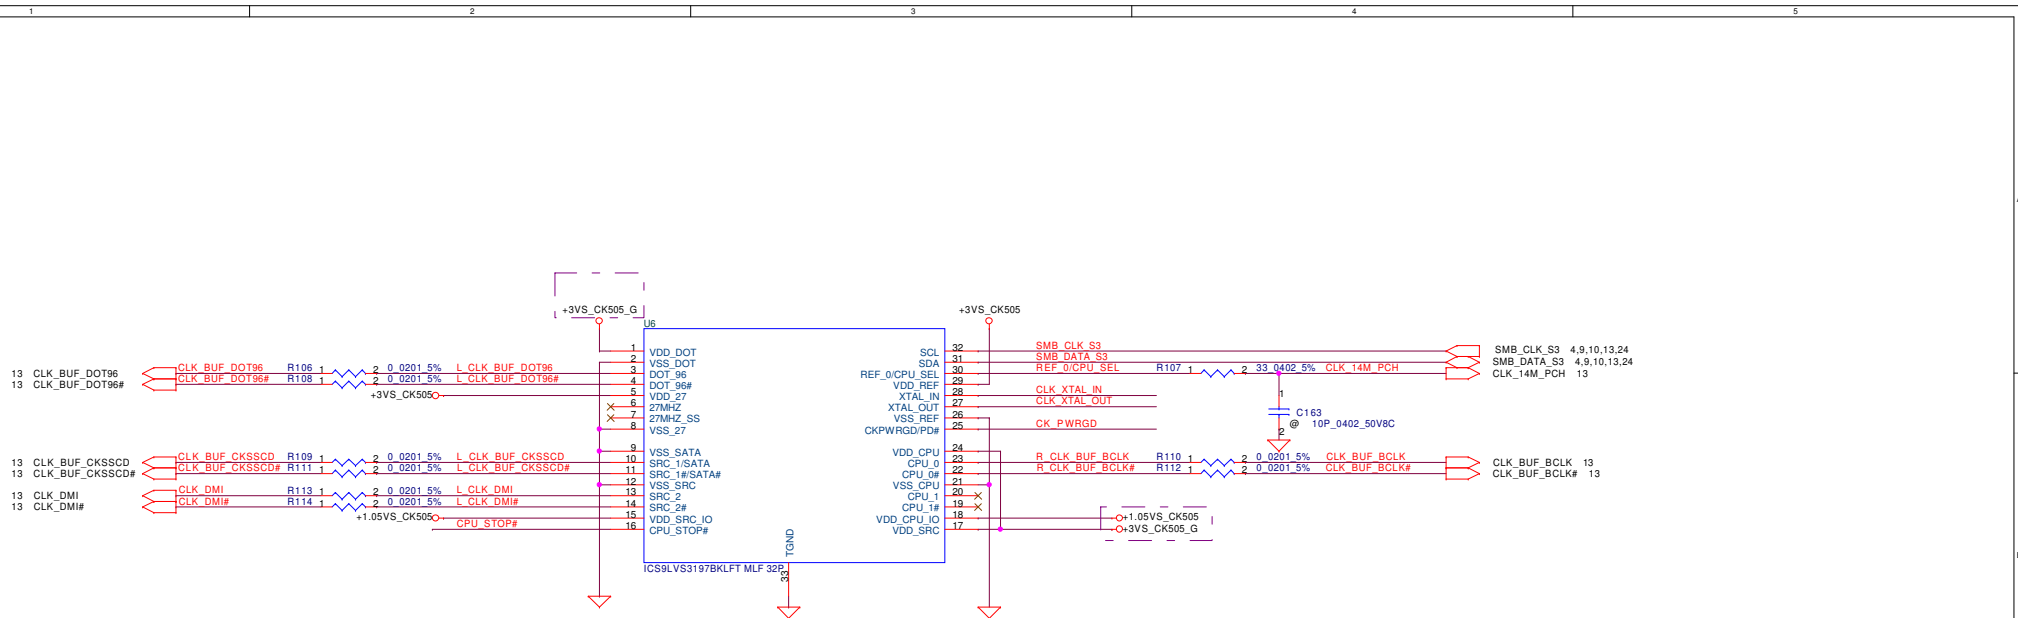 1 2 3 4 5
+3VS_CK505_G +3VS_CK505
U6
1 VDD_DOT SCL 32 SMB_CLK_S3 SMB_CLK_S3 4,9,10,13,24
2 VSS_DOT SDA 31 SMB_DATA_S3 SMB_DATA_S3 4,9,10,13,24
13 CLK_BUF_DOT96 CLK_BUF_DOT96 R106 1 2 0_0201_5% L_CLK_BUF_DOT96 3 DOT_96 REF_0/CPU_SEL 30 REF_0/CPU_SEL R107 1 2 33_0402_5% CLK_14M_PCH CLK_14M_PCH 13
13 CLK_BUF_DOT96# CLK_BUF_DOT96# R108 1 2 0_0201_5% L_CLK_BUF_DOT96# 4 DOT_96# VDD_REF 29
+3VS_CK505 5 VDD_27 XTAL_IN 28 CLK_XTAL_IN 1
6 27MHZ XTAL_OUT 27 CLK_XTAL_OUT
7 27MHZ_SS VSS_REF 26 C163
8 VSS_27 CKPWRGD/PD# 25 CK_PWRGD 2 @ 10P_0402_50V8C
9 VSS_SATA VDD_CPU 24
13 CLK_BUF_CKSSCD CLK_BUF_CKSSCD R109 1 2 0_0201_5% L_CLK_BUF_CKSSCD 10 SRC_1/SATA CPU_0 23 R_CLK_BUF_BCLK R110 1 2 0_0201_5% CLK_BUF_BCLK CLK_BUF_BCLK 13
13 CLK_BUF_CKSSCD# CLK_BUF_CKSSCD# R111 1 2 0_0201_5% L_CLK_BUF_CKSSCD# 11 SRC_1#/SATA# CPU_0# 22 R_CLK_BUF_BCLK# R112 1 2 0_0201_5% CLK_BUF_BCLK# CLK_BUF_BCLK# 13
12 VSS_SRC VSS_CPU 21
13 CLK_DMI CLK_DMI R113 1 2 0_0201_5% L_CLK_DMI 13 SRC_2 CPU_1 20
13 CLK_DMI# CLK_DMI# R114 1 2 0_0201_5% L_CLK_DMI# 14 SRC_2# CPU_1# 19
+1.05VS_CK505 15 VDD_SRC_IO VDD_CPU_IO 18 +1.05VS_CK505
CPU_STOP# 16 CPU_STOP# VDD_SRC 17 +3VS_CK505_G
TGND
ICS9LVS3197BKLFT MLF 32P
33